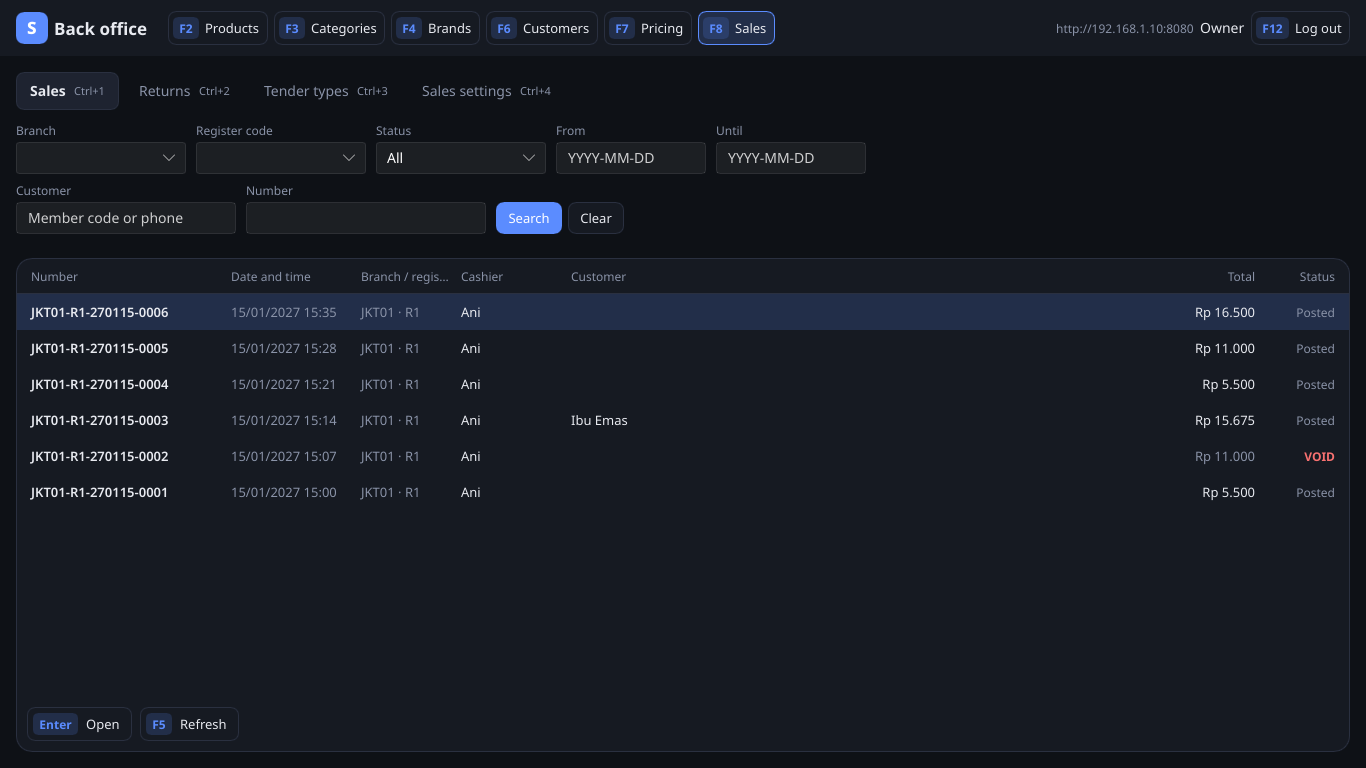 S Back office F2 Products F3 Categories F4 Brands F6 Customers F7 Pricing F8 Sales http://192.168.1.10:8080 Owner F12 Log out
Sales Ctrl+1 Returns Ctrl+2 Tender types Ctrl+3 Sales settings Ctrl+4
Branch Register code Status From Until
All YYYY-MM-DD YYYY-MM-DD
Customer Number
Member code or phone Search Clear
Number Date and time Branch / regis... Cashier Customer Total Status
JKT01-R1-270115-0006 15/01/2027 15:35 JKT01 · R1 Ani Rp 16.500 Posted
JKT01-R1-270115-0005 15/01/2027 15:28 JKT01 · R1 Ani Rp 11.000 Posted
JKT01-R1-270115-0004 15/01/2027 15:21 JKT01 · R1 Ani Rp 5.500 Posted
JKT01-R1-270115-0003 15/01/2027 15:14 JKT01 · R1 Ani Ibu Emas Rp 15.675 Posted
JKT01-R1-270115-0002 15/01/2027 15:07 JKT01 · R1 Ani Rp 11.000 VOID
JKT01-R1-270115-0001 15/01/2027 15:00 JKT01 · R1 Ani Rp 5.500 Posted
Enter Open F5 Refresh